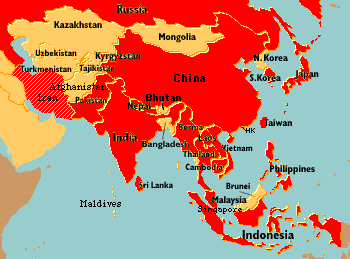 Russia
Kazakhstan
Mongolia
Uzbekistan
Kyrgyzstan
N.Korea
Turkmenistan
Tajikistan
S.Korea
Japan
China
Afghanistan
Iran
Pakistan
Bhutan
Nepal
Taiwan
HK
India
Burma
Laos
Bangladesh
Vietnam
Thailand
Cambodia
Philippines
Sri Lanka
Brunei
Maldives
Malaysia
Singapore
Indonesia